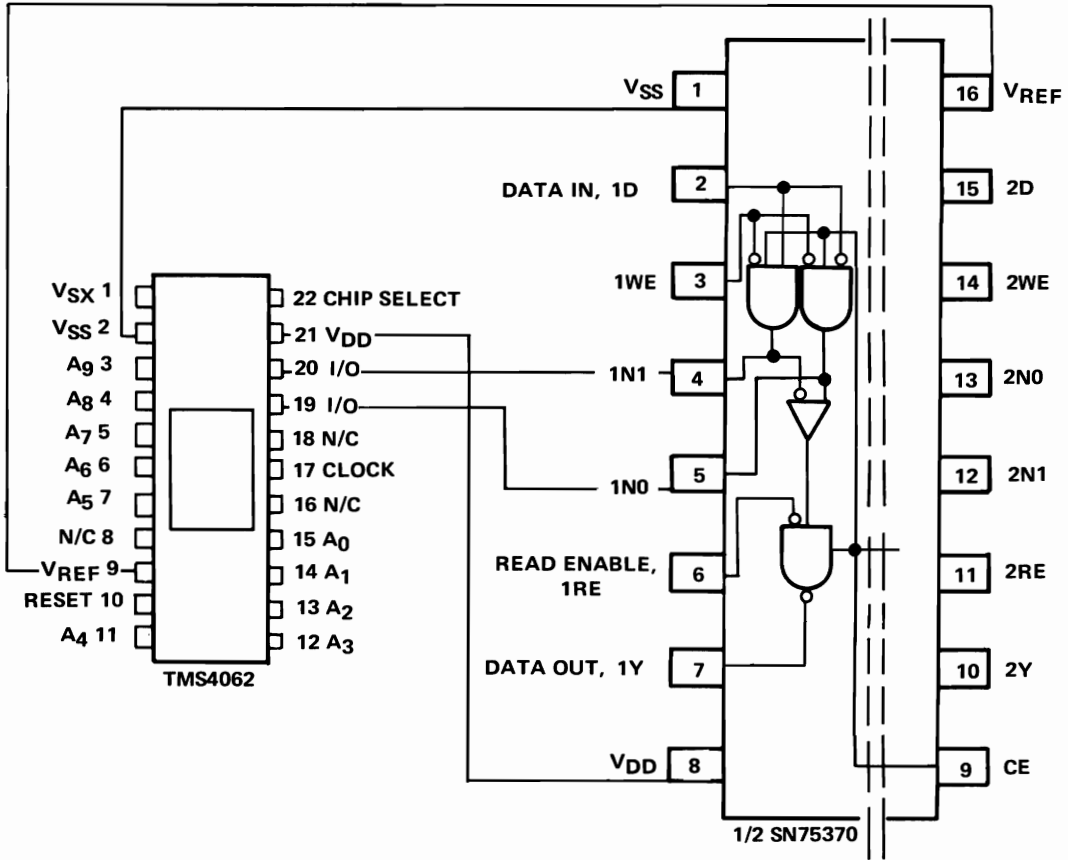 VSS 1
16 VREF
DATA IN, 1D 2
15 2D
1WE 3
14 2WE
1N1 4
13 2N0
1N0 5
12 2N1
READ ENABLE,
1RE 6
11 2RE
DATA OUT, 1Y 7
10 2Y
VDD 8
9 CE
1/2 SN75370
VSX 1
22 CHIP SELECT
VSS 2
21 VDD
A9 3
20 I/O
A8 4
19 I/O
A7 5
18 N/C
A6 6
17 CLOCK
A5 7
16 N/C
N/C 8
15 A0
VREF 9
14 A1
RESET 10
13 A2
A4 11
12 A3
TMS4062